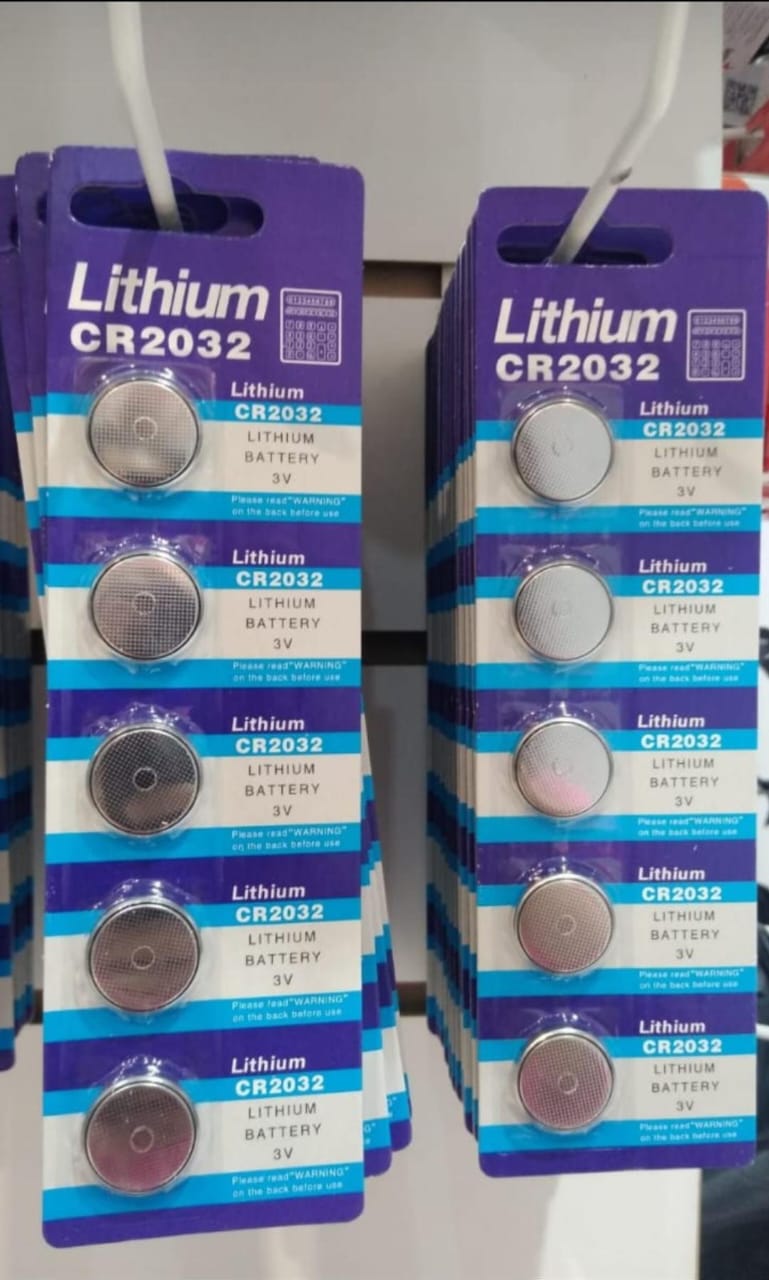 Lithium
CR2032
Lithium
CR2032
LITHIUM
BATTERY
3V
Please read"WARNING"
on the back before use
Lithium
CR2032
LITHIUM
BATTERY
3V
Please read"WARNING"
on the back before use
Lithium
CR2032
LITHIUM
BATTERY
3V
Please read"WARNING"
on the back before use
Lithium
CR2032
LITHIUM
BATTERY
3V
Please read"WARNING"
on the back before use
Lithium
CR2032
LITHIUM
BATTERY
3V
Please read"WARNING"
on the back before use
Lithium
CR2032
Lithium
CR2032
LITHIUM
BATTERY
3V
Please read"WARNING"
on the back before use
Lithium
CR2032
LITHIUM
BATTERY
3V
Please read"WARNING"
on the back before use
Lithium
CR2032
LITHIUM
BATTERY
3V
Please read"WARNING"
on the back before use
Lithium
CR2032
LITHIUM
BATTERY
3V
Please read"WARNING"
on the back before use
Lithium
CR2032
LITHIUM
BATTERY
3V
Please read"WARNING"
on the back before use